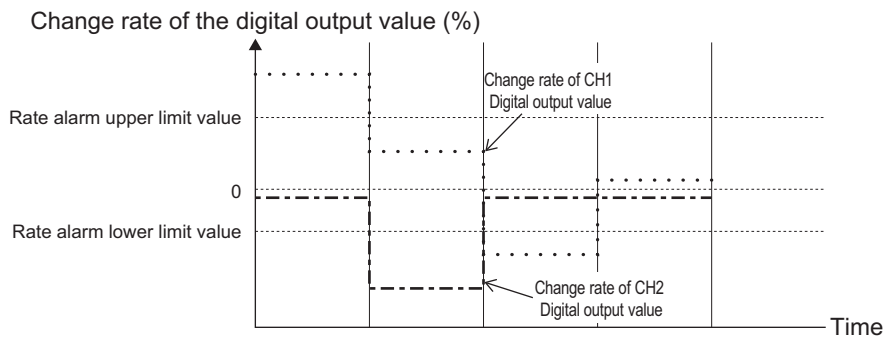 Change rate of the digital output value (%)
Change rate of CH1
Digital output value
Rate alarm upper limit value
0
Rate alarm lower limit value
Change rate of CH2
Digital output value
Time